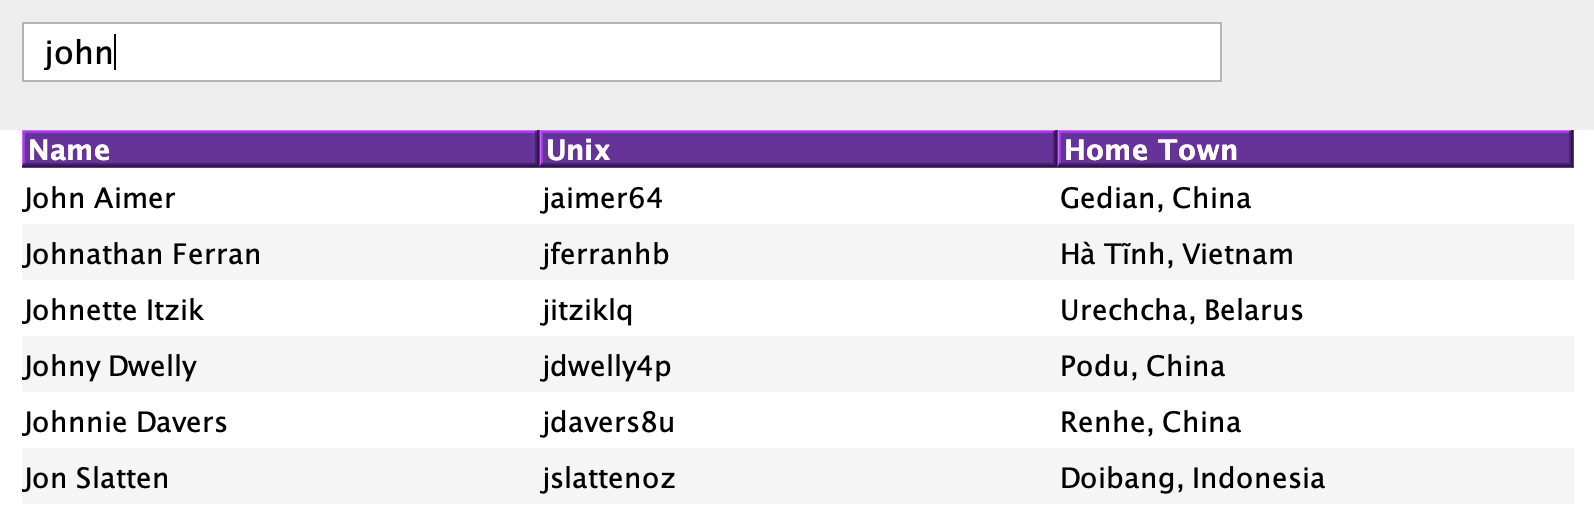 john
Name Unix Home Town
John Aimer jaimer64 Gedian, China
Johnathan Ferran jferranhb Hà Tĩnh, Vietnam
Johnette Itzik jitziklq Urechcha, Belarus
Johny Dwelly jdwelly4p Podu, China
Johnnie Davers jdavers8u Renhe, China
Jon Slatten jslattenoz Doibang, Indonesia